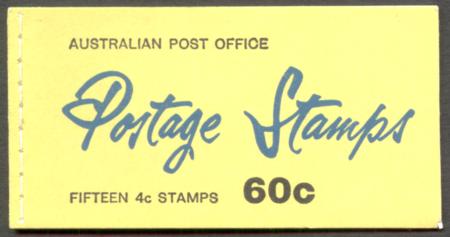 AUSTRALIAN POST OFFICE
Postage Stamps
FIFTEEN 4c STAMPS 60c